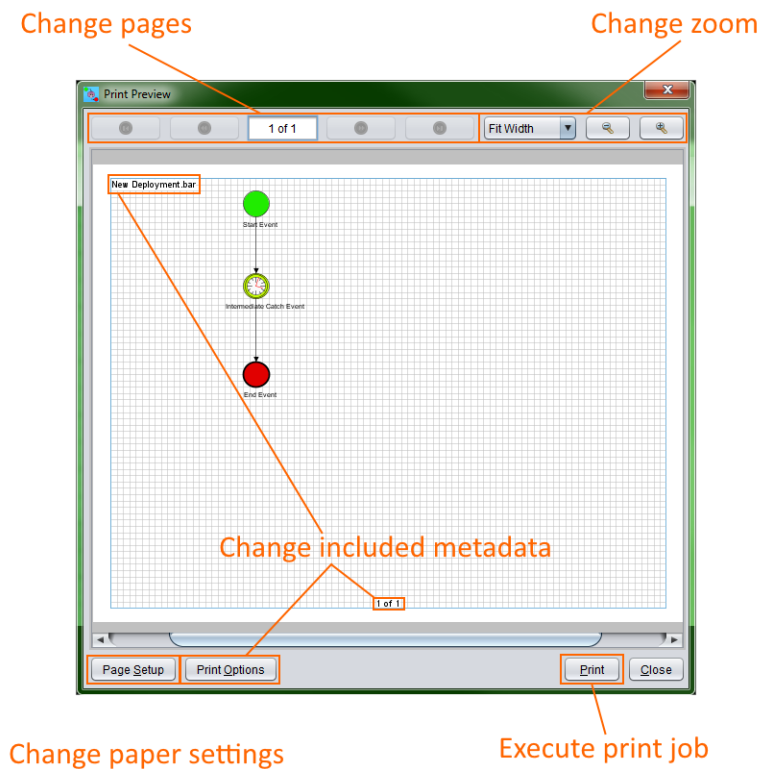 Change pages
Change zoom
Print Preview
1 of 1
Fit Width
New Deployment.bar
Start Event
Intermediate Catch Event
End Event
Change included metadata
1 of 1
Page Setup
Print Options
Print
Close
Change paper settings
Execute print job